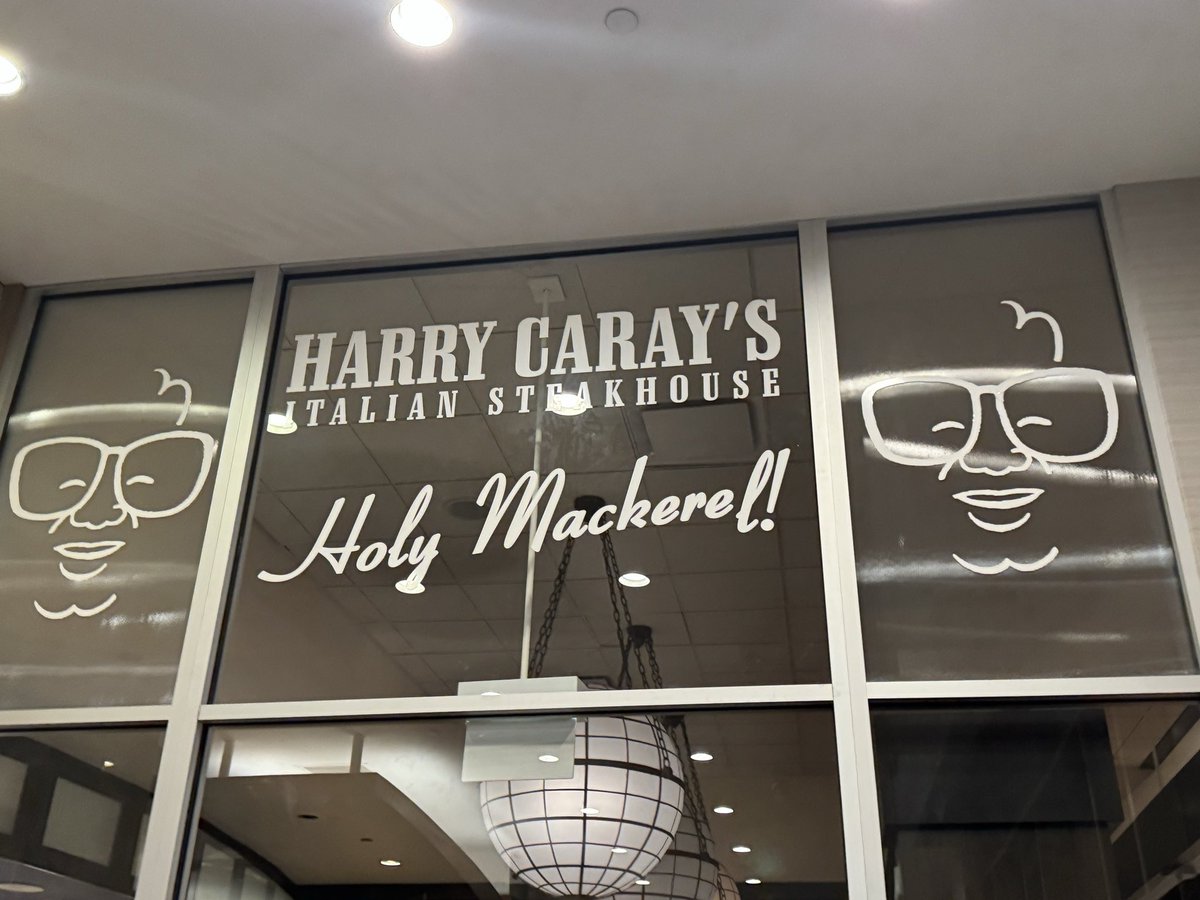 HARRY CARAY'S
ITALIAN STEAKHOUSE
Holy Mackerel!